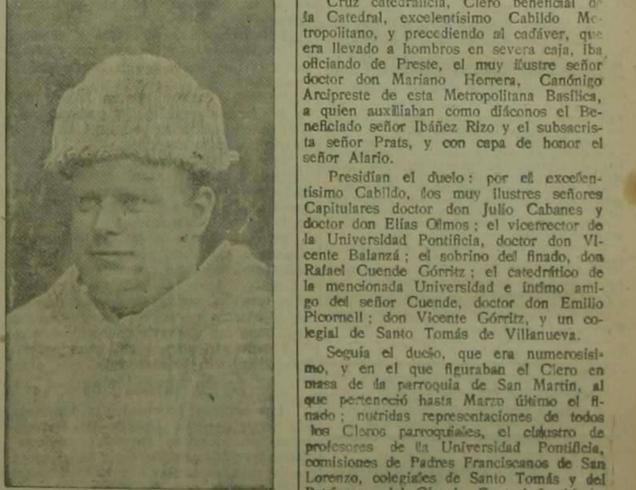 Cruz catedralicia, Clero beneficial de
la Catedral, excelentísimo Cabildo Me-
tropolitano, y precediendo al cadáver, que
era llevado a hombros en severa caja, iba
oficiando de Preste, el muy ilustre señor
doctor don Mariano Herrera, Canónigo
Arcipreste de esta Metropolitana Basílica,
a quien auxiliaban como diáconos el Be-
neficiado señor Ibáñez Rizo y el subsacris-
ta señor Prats, y con capa de honor el
señor Alario.
Presidían el duelo: por el excelen-
tísimo Cabildo, los muy ilustres señores
Capitulares doctor don Julio Cabanes y
doctor don Elías Olmos; el vicerrector de
la Universidad Pontificia, doctor don Vi-
cente Balanzá; el sobrino del finado, don
Rafael Cuende Górritz; el catedrático de
la mencionada Universidad e íntimo ami-
go del señor Cuende, doctor don Emilio
Picornell; don Vicente Górritz, y un co-
legial de Santo Tomás de Villanueva.
Seguía el duelo, que era numerosísi-
mo, y en el que figuraban el Clero en
masa de la parroquia de San Martín, al
que perteneció hasta Marzo último el fi-
nado; nutridas representaciones de todos
los Cleros parroquiales, el claustro de
profesores de la Universidad Pontificia,
comisiones de Padres Franciscanos de San
Lorenzo, colegiales de Santo Tomás y del